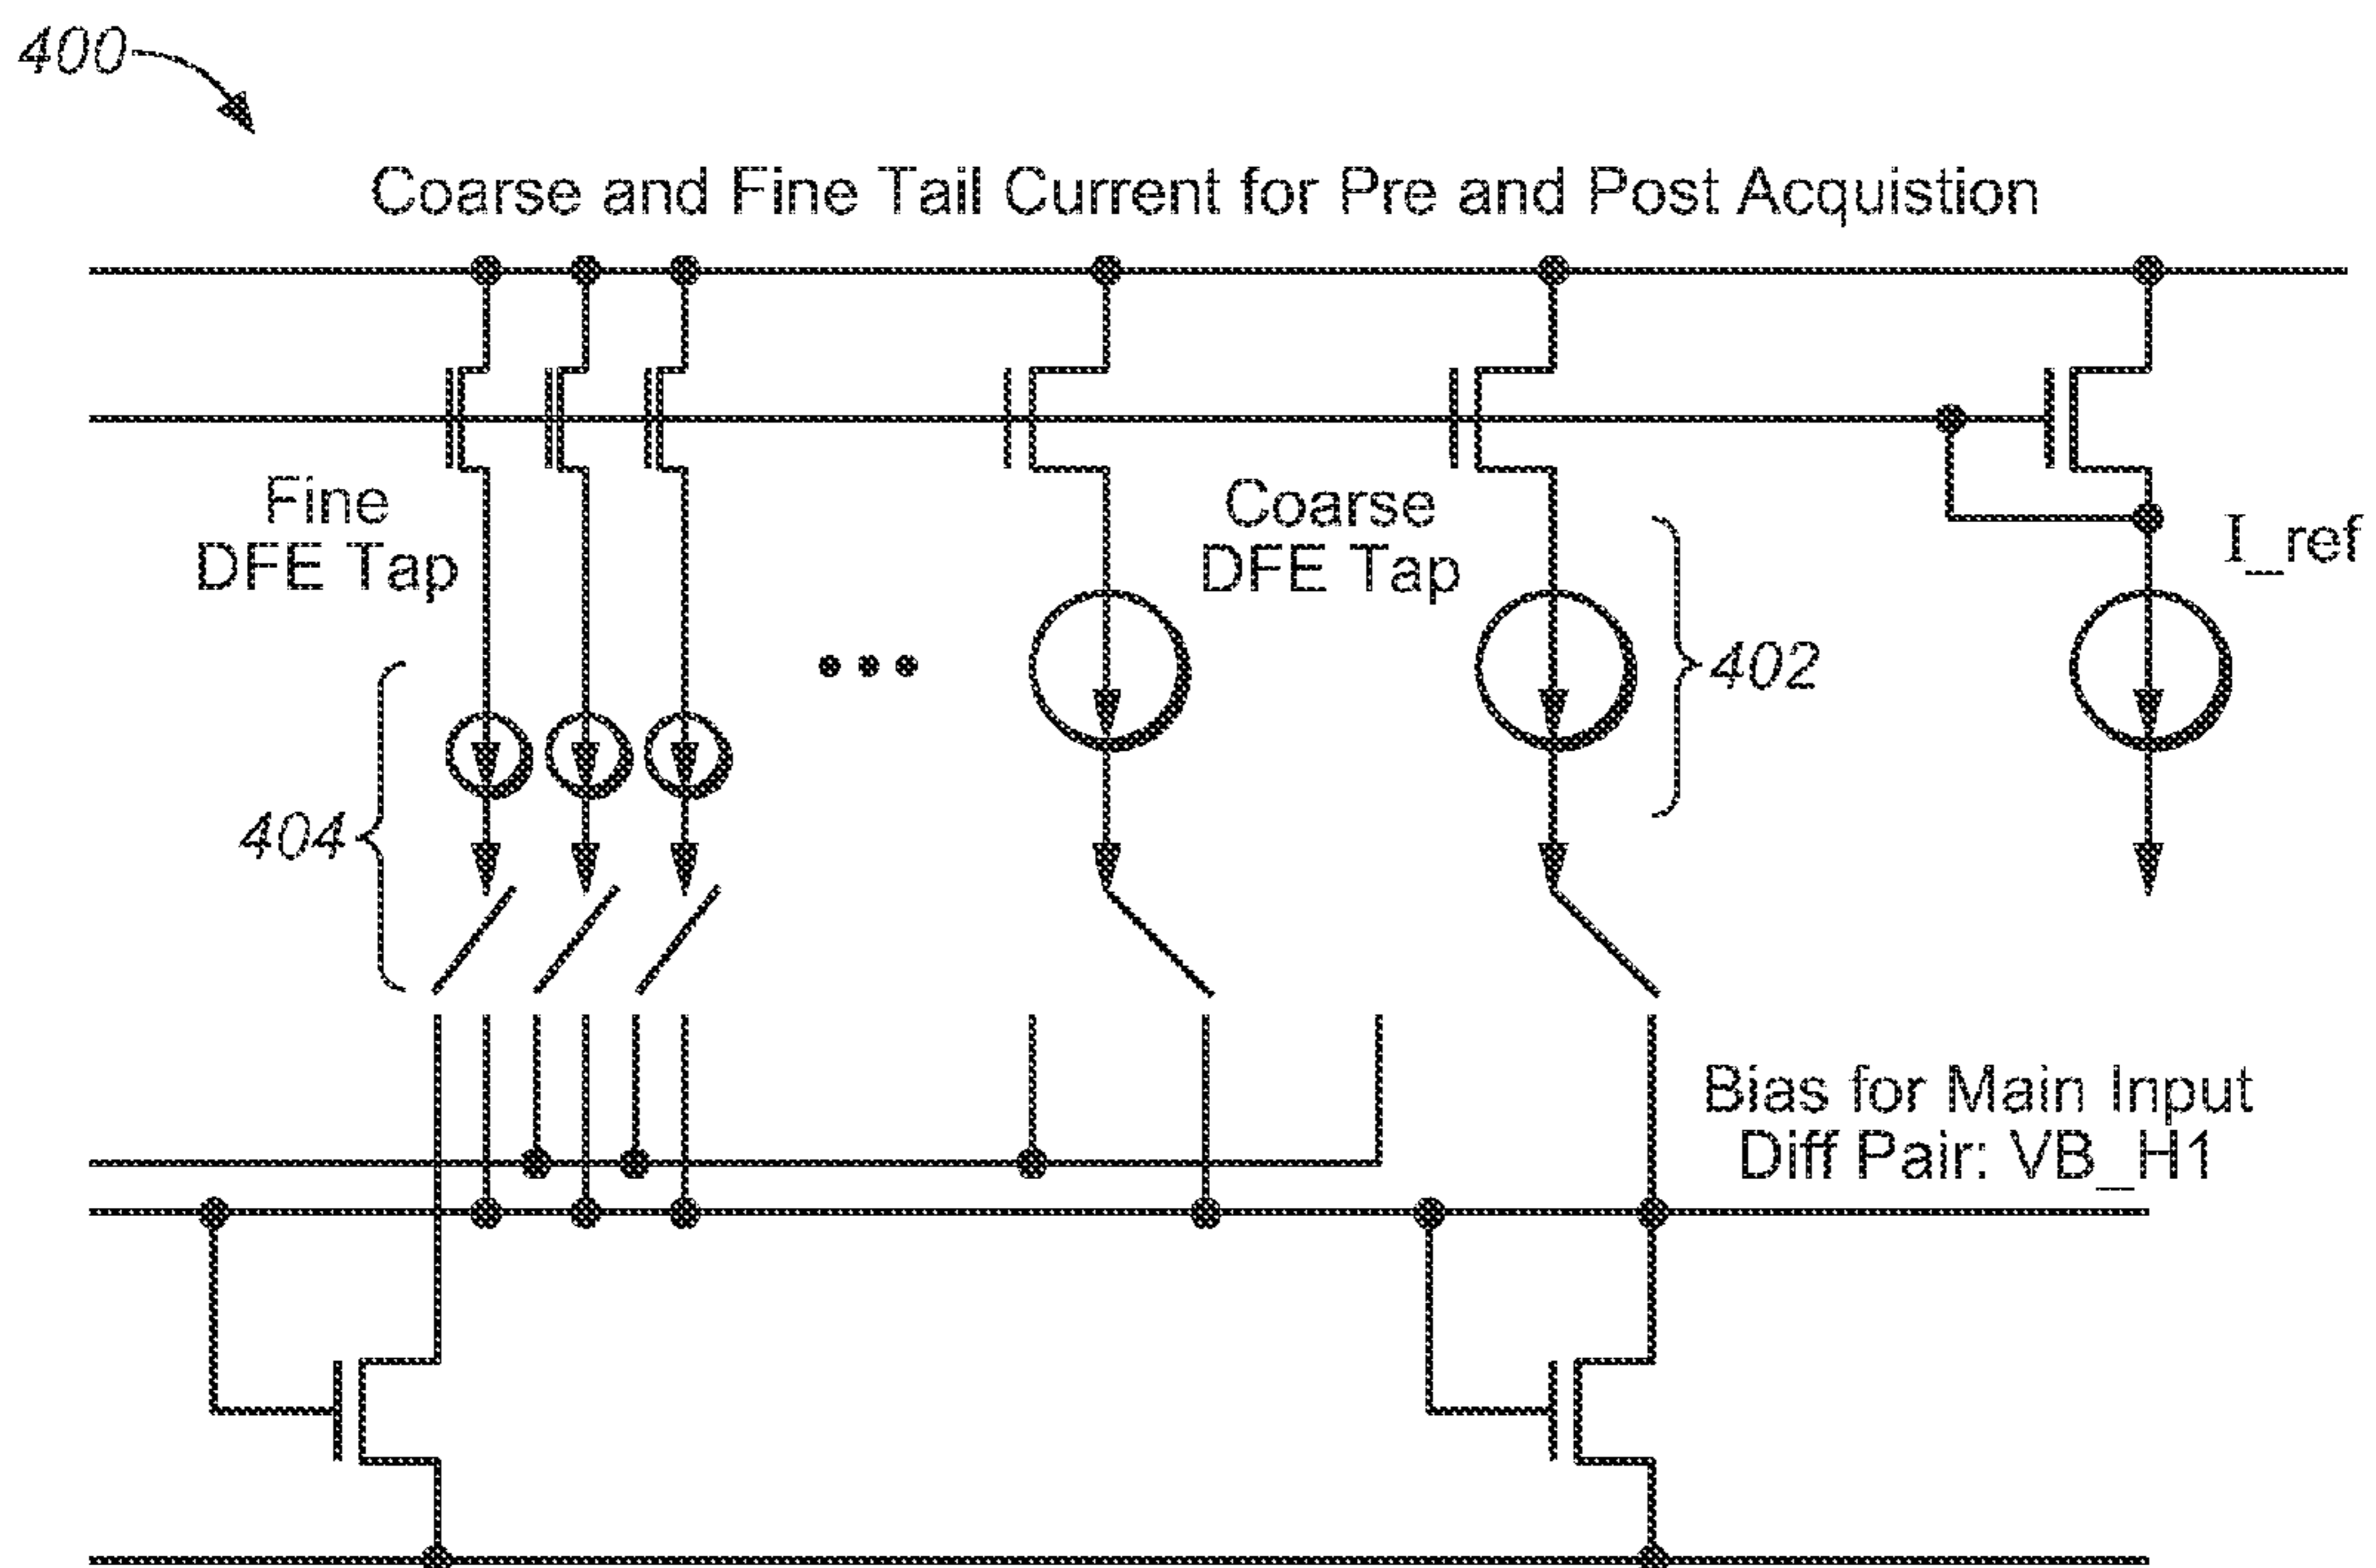 400
Coarse and Fine Tail Current for Pre and Post Acquistion
Fine
DFE Tap
Coarse
DFE Tap
I_ref
402
404
Bias for Main Input
Diff Pair: VB_H1